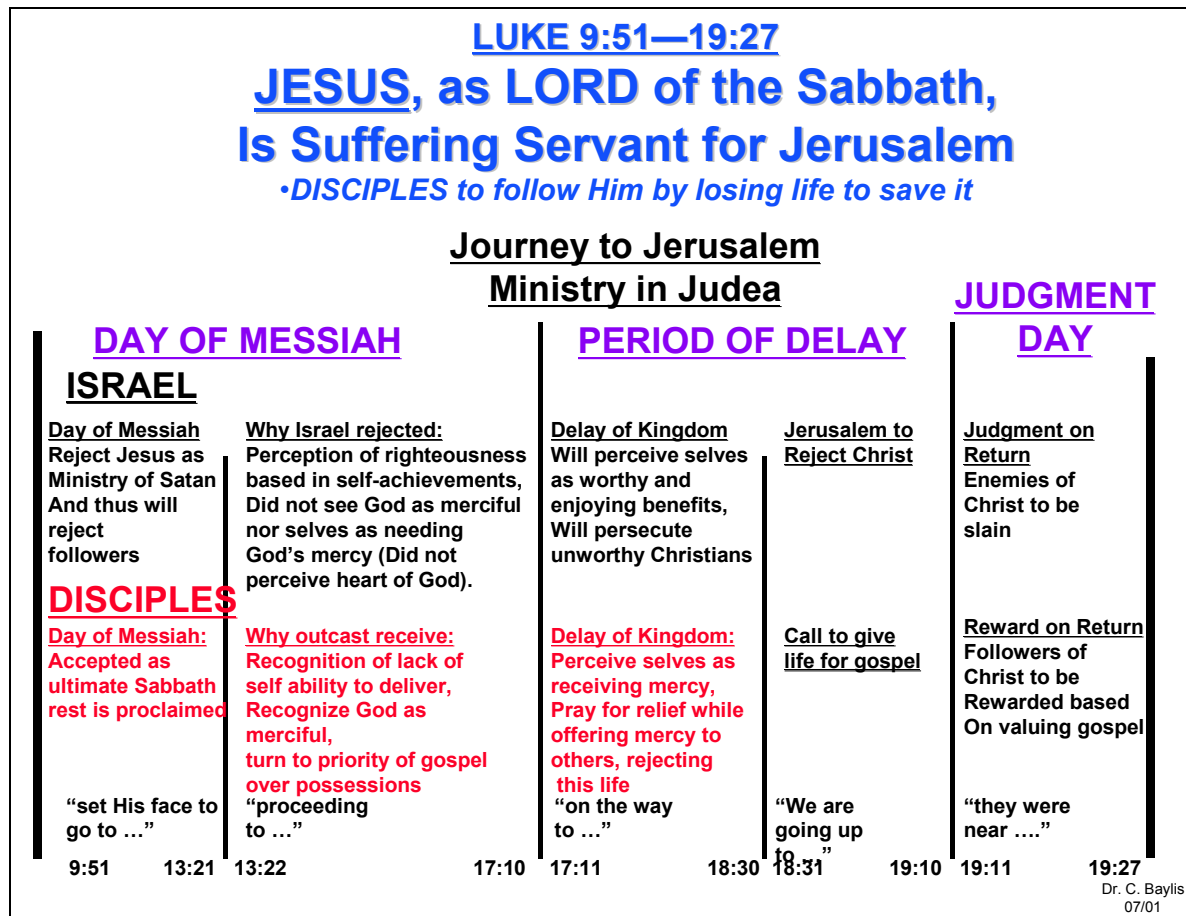 LUKE 9:51—19:27
JESUS, as LORD of the Sabbath,
Is Suffering Servant for Jerusalem
•DISCIPLES to follow Him by losing life to save it
Journey to Jerusalem
Ministry in Judea
DAY OF MESSIAH
PERIOD OF DELAY
JUDGMENT
DAY
ISRAEL
Day of Messiah
Reject Jesus as
Ministry of Satan
And thus will
reject
followers
Why Israel rejected:
Perception of righteousness
based in self-achievements,
Did not see God as merciful
nor selves as needing
God's mercy (Did not
perceive heart of God).
Delay of Kingdom
Will perceive selves
as worthy and
enjoying benefits,
Will persecute
unworthy Christians
Jerusalem to
Reject Christ
Judgment on
Return
Enemies of
Christ to be
slain
DISCIPLES
Day of Messiah:
Accepted as
ultimate Sabbath
rest is proclaimed
Why outcast receive:
Recognition of lack of
self ability to deliver,
Recognize God as
merciful,
turn to priority of gospel
over possessions
Delay of Kingdom:
Perceive selves as
receiving mercy,
Pray for relief while
offering mercy to
others, rejecting
this life
Call to give
life for gospel
Reward on Return
Followers of
Christ to be
Rewarded based
On valuing gospel
“set His face to
go to …”
“proceeding
to …”
“on the way
to …”
“We are
going up
to …”
“they were
near ….”
9:51 13:21 13:22 17:10 17:11 18:30 18:31 19:10 19:11 19:27
Dr. C. Baylis
07/01